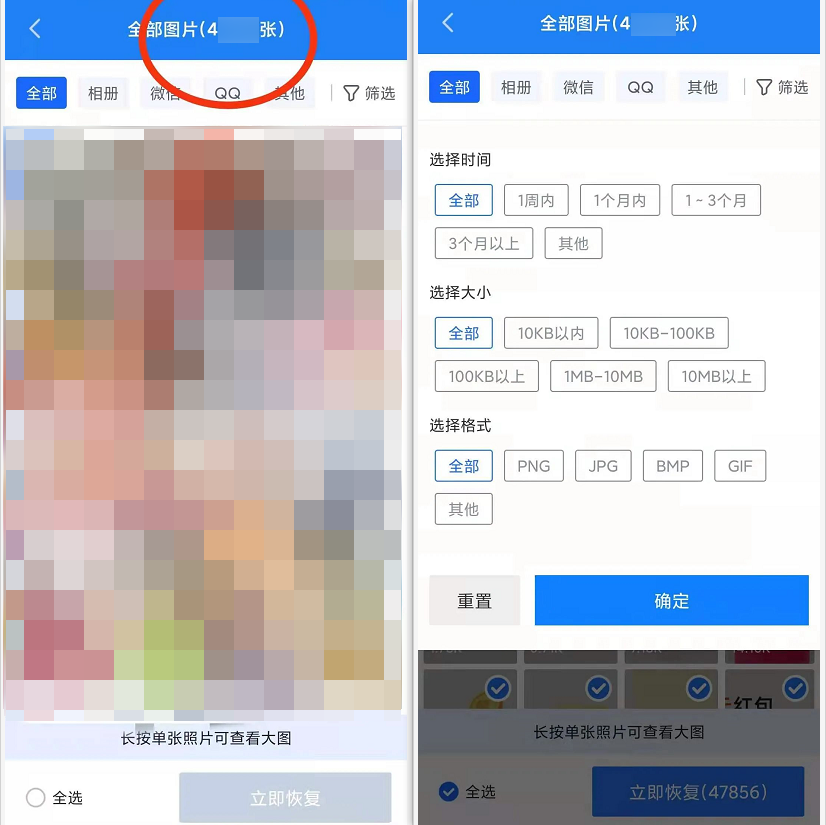 全部图片(4 张)
全部 相册 微信 QQ 其他 筛选
长按单张照片可查看大图
全选 立即恢复
全部图片(4 张)
全部 相册 微信 QQ 其他 筛选
选择时间
全部 1周内 1个月内 1~3个月
3个月以上 其他
选择大小
全部 10KB以内 10KB-100KB
100KB以上 1MB-10MB 10MB以上
选择格式
全部 PNG JPG BMP GIF
其他
重置 确定
红包
长按单张照片可查看大图
全选 立即恢复(47856)